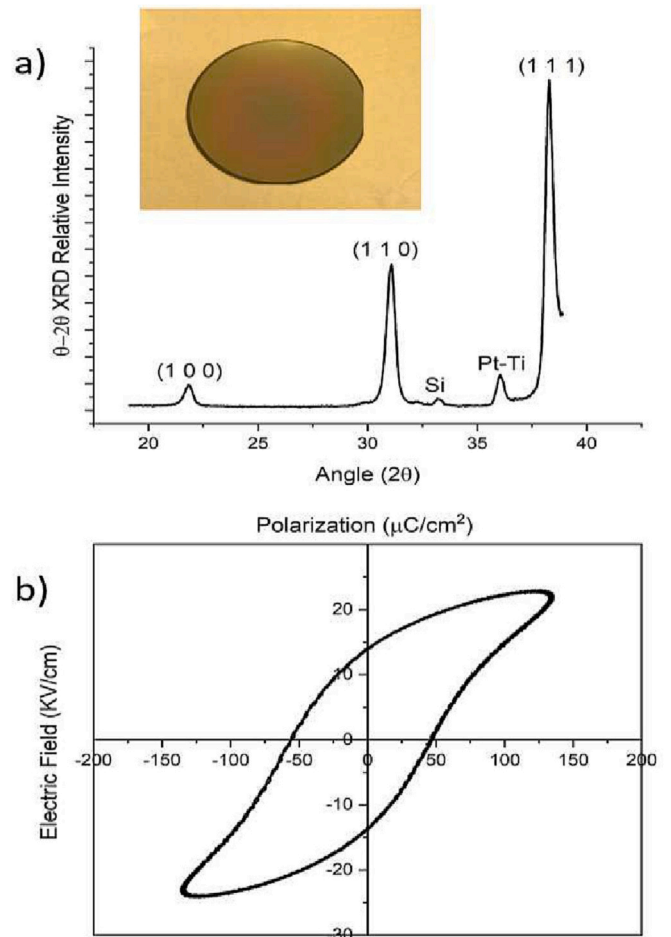 a)
(1 1 1)
(1 1 0)
(1 0 0)
Si
Pt-Ti
θ-2θ XRD Relative Intensity
20 25 30 35 40
Angle (2θ)
Polarization (μC/cm²)
b)
20
10
-200 -150 -100 -50 0 0 50 100 150 200
-10
-20
-30
Electric Field (KV/cm)